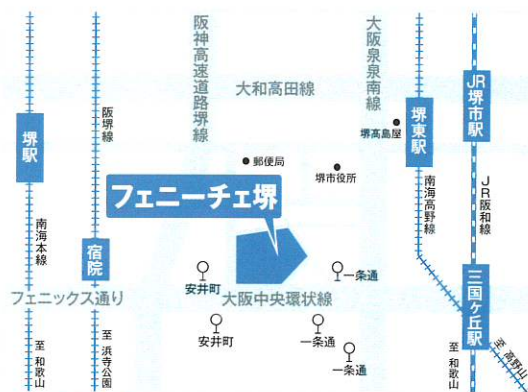 阪神高速道路堺線
大阪泉泉南線
大和高田線
堺駅
阪堺線
堺高島屋
堺東駅
JR堺市駅
郵便局
堺市役所
フェニーチェ堺
南海本線
宿院
南海高野線
JR阪和線
安井町
一条通
三国ヶ丘駅
フェニックス通り
大阪中央環状線
安井町
一条通
一条通
至 和歌山
至 浜寺公園
至 和歌山
至 高野山